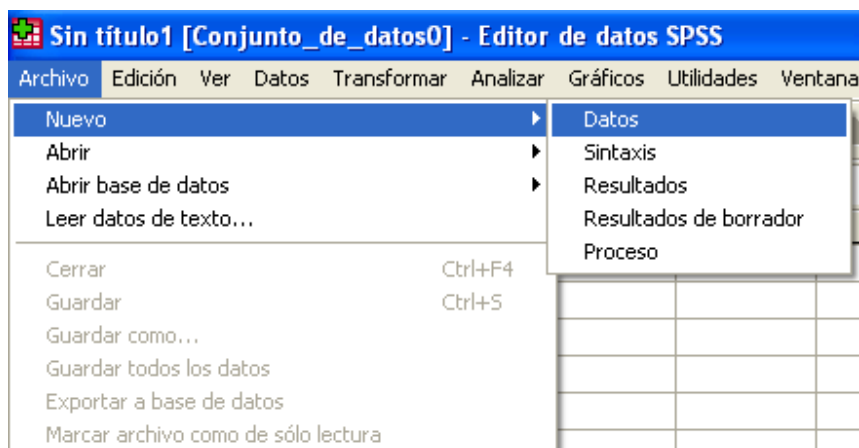 Sin título1 [Conjunto_de_datos0] - Editor de datos SPSS
Archivo Edición Ver Datos Transformar Analizar Gráficos Utilidades Ventana
Nuevo
Abrir
Abrir base de datos
Leer datos de texto...
Cerrar Ctrl+F4
Guardar Ctrl+S
Guardar como...
Guardar todos los datos
Exportar a base de datos
Marcar archivo como de sólo lectura
Datos
Sintaxis
Resultados
Resultados de borrador
Proceso